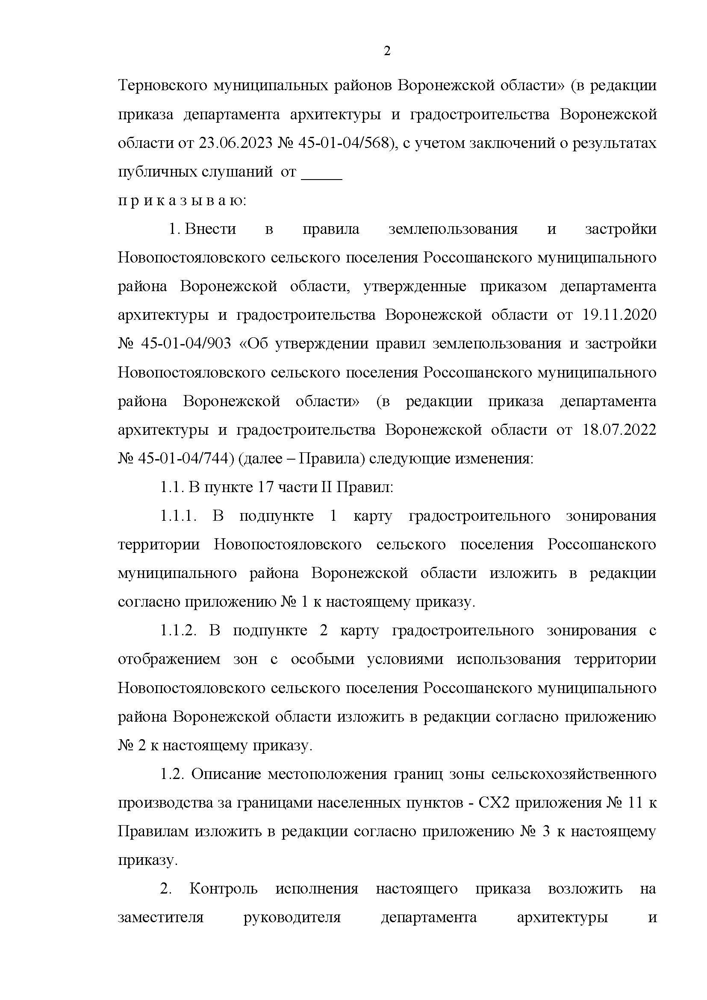 2
Терновского муниципальных районов Воронежской области» (в редакции
приказа департамента архитектуры и градостроительства Воронежской
области от 23.06.2023 № 45-01-04/568), с учетом заключений о результатах
публичных слушаний от _____
п р и к а з ы в а ю:
1. Внести в правила землепользования и застройки
Новопостояловского сельского поселения Россошанского муниципального
района Воронежской области, утвержденные приказом департамента
архитектуры и градостроительства Воронежской области от 19.11.2020
№ 45-01-04/903 «Об утверждении правил землепользования и застройки
Новопостояловского сельского поселения Россошанского муниципального
района Воронежской области» (в редакции приказа департамента
архитектуры и градостроительства Воронежской области от 18.07.2022
№ 45-01-04/744) (далее – Правила) следующие изменения:
1.1. В пункте 17 части II Правил:
1.1.1. В подпункте 1 карту градостроительного зонирования
территории Новопостояловского сельского поселения Россошанского
муниципального района Воронежской области изложить в редакции
согласно приложению № 1 к настоящему приказу.
1.1.2. В подпункте 2 карту градостроительного зонирования с
отображением зон с особыми условиями использования территории
Новопостояловского сельского поселения Россошанского муниципального
района Воронежской области изложить в редакции согласно приложению
№ 2 к настоящему приказу.
1.2. Описание местоположения границ зоны сельскохозяйственного
производства за границами населенных пунктов - СХ2 приложения № 11 к
Правилам изложить в редакции согласно приложению № 3 к настоящему
приказу.
2. Контроль исполнения настоящего приказа возложить на
заместителя руководителя департамента архитектуры и